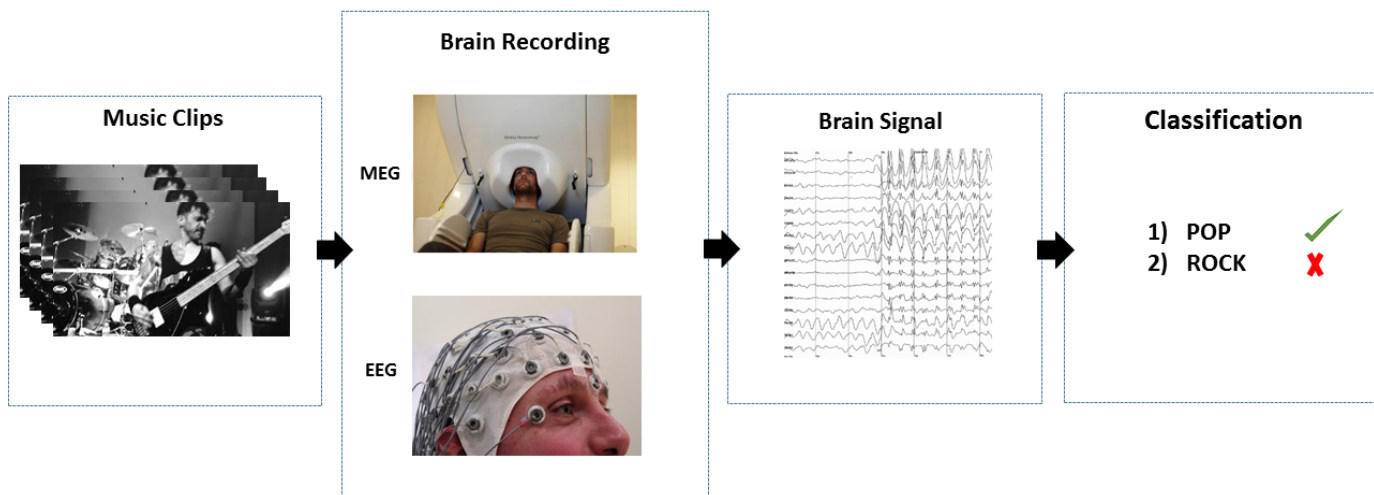 Music Clips
Brain Recording
MEG
EEG
Brain Signal
Classification
1) POP
2) ROCK